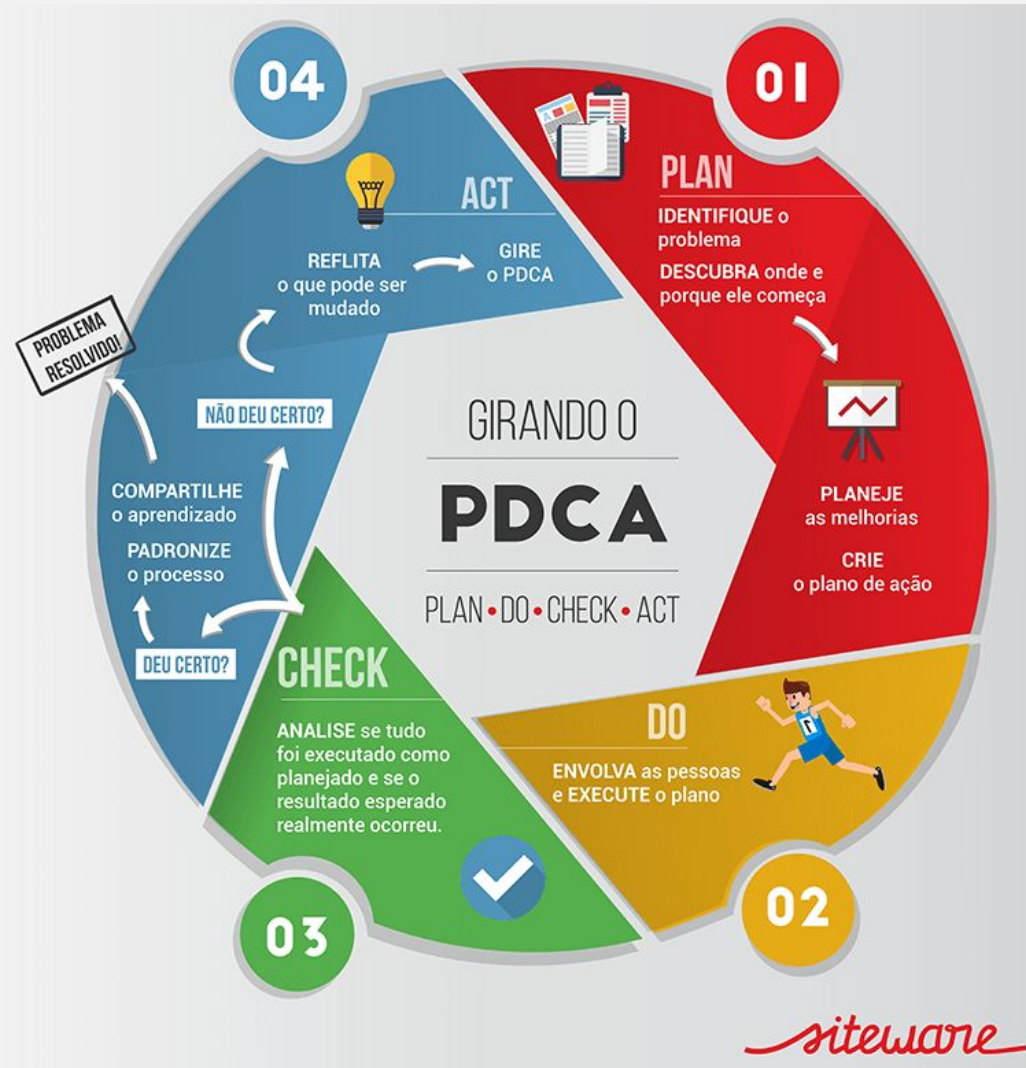 GIRANDO O
PDCA
PLAN • DO • CHECK • ACT
01
PLAN
IDENTIFIQUE o
problema
DESCUBRA onde e
porque ele começa
PLANEJE
as melhorias
CRIE
o plano de ação
02
DO
ENVOLVA as pessoas
e EXECUTE o plano
1
03
CHECK
ANALISE se tudo
foi executado como
planejado e se o
resultado esperado
realmente ocorreu.
04
ACT
DEU CERTO?
PADRONIZE
o processo
COMPARTILHE
o aprendizado
PROBLEMA
RESOLVIDO!
NÃO DEU CERTO?
REFLITA
o que pode ser
mudado
GIRE
o PDCA
siteware